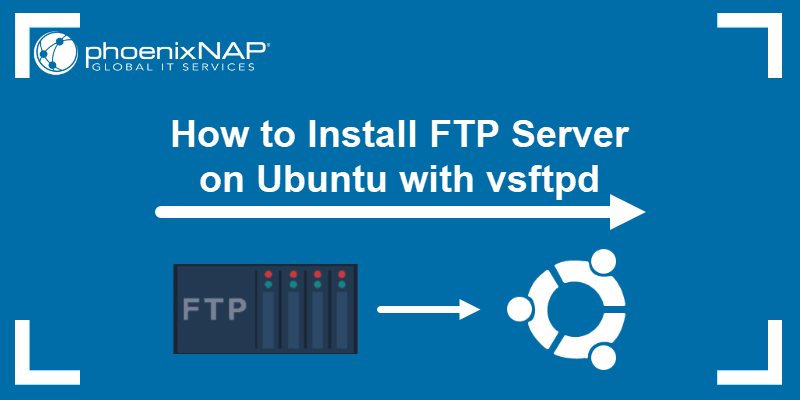 phoenixNAP®
GLOBAL IT SERVICES
How to Install FTP Server
on Ubuntu with vsftpd
FTP